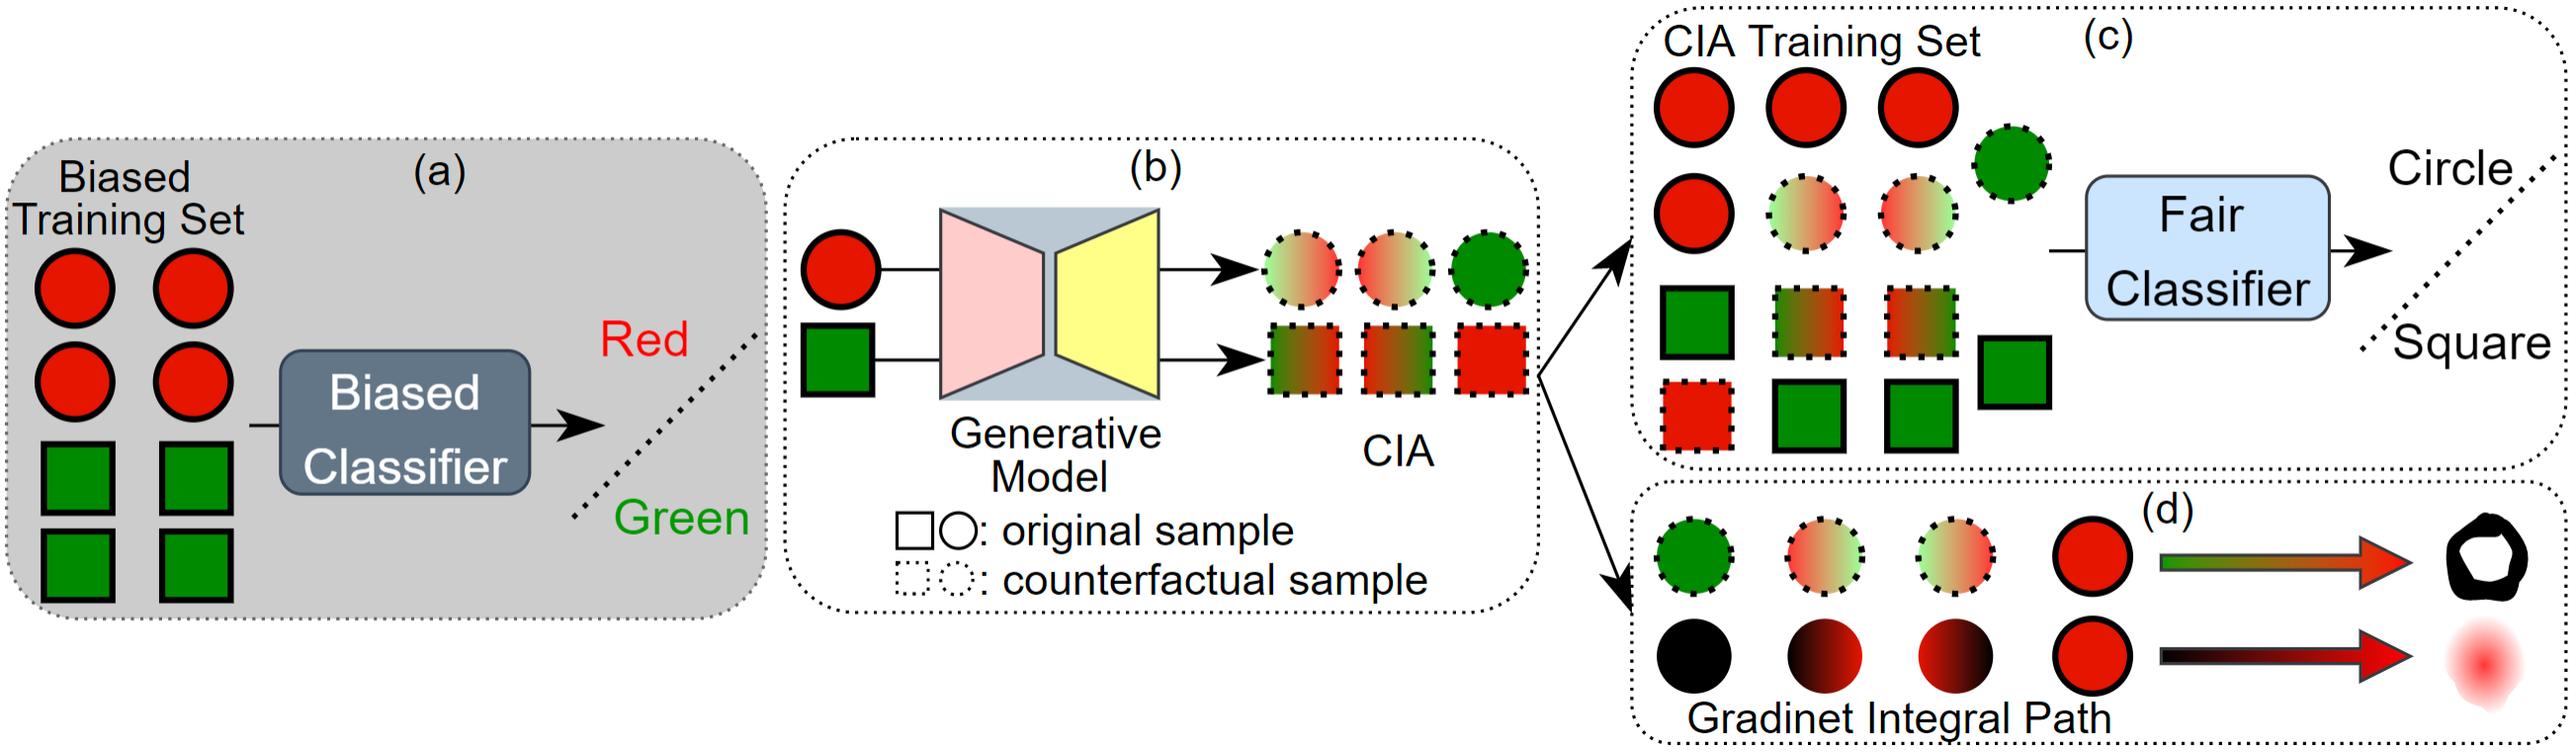 (a)
Biased
Training Set
Biased
Classifier
Red
Green
(b)
Generative
Model
CIA
: original sample
: counterfactual sample
CIA Training Set
(c)
Fair
Classifier
Circle
Square
(d)
Gradinet Integral Path